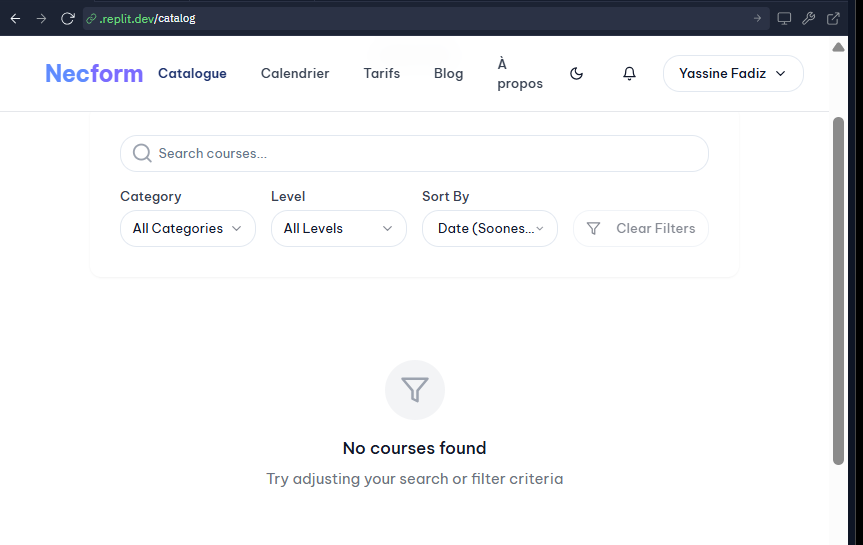 .replit.dev/catalog
Necform Catalogue Calendrier Tarifs Blog À propos Yassine Fadiz
Search courses...
Category Level Sort By
All Categories All Levels Date (Soones... Clear Filters
No courses found
Try adjusting your search or filter criteria